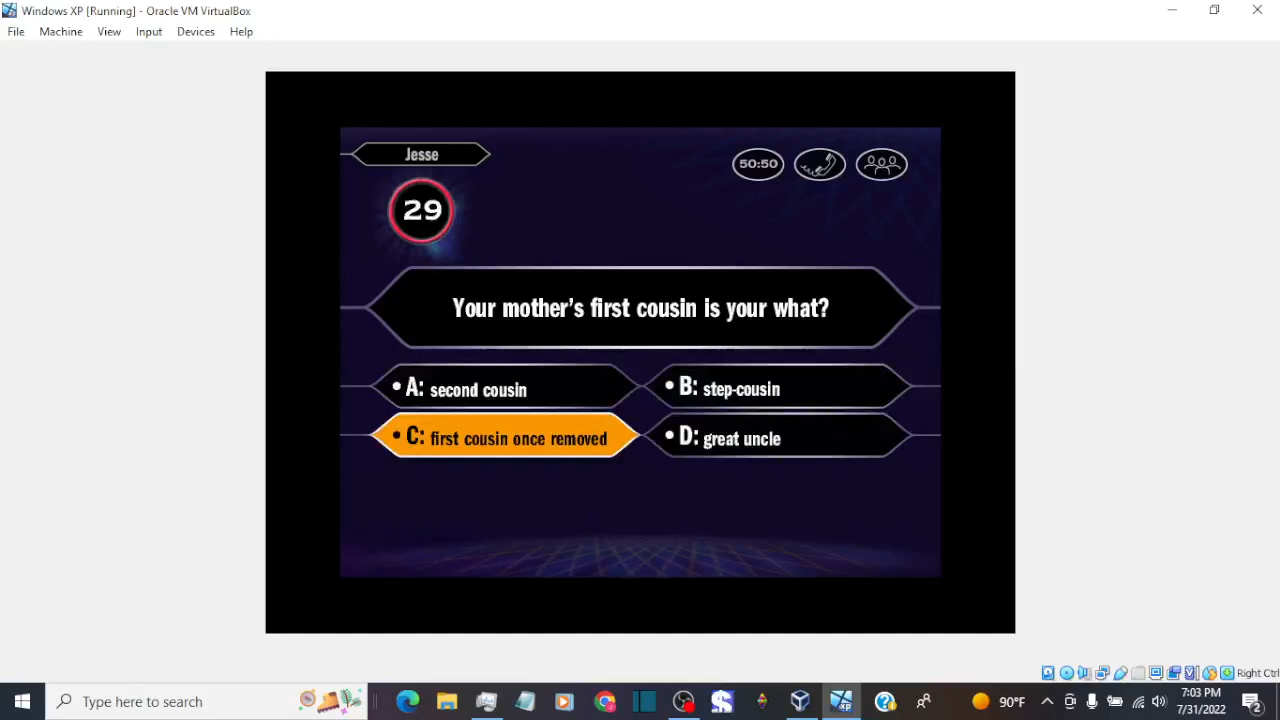 Windows XP [Running] - Oracle VM VirtualBox
File Machine View Input Devices Help
Jesse
50:50
29
Your mother's first cousin is your what?
• A: second cousin
• B: step-cousin
• C: first cousin once removed
• D: great uncle
Right Ctrl
Type here to search
XP
90°F
7:03 PM
7/31/2022
2